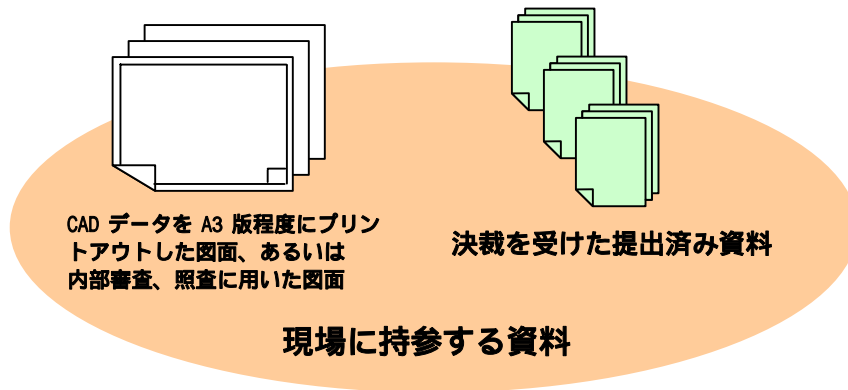 CAD データを A3 版程度にプリン
トアウトした図面、あるいは
内部審査、照査に用いた図面
決裁を受けた提出済み資料
現場に持参する資料